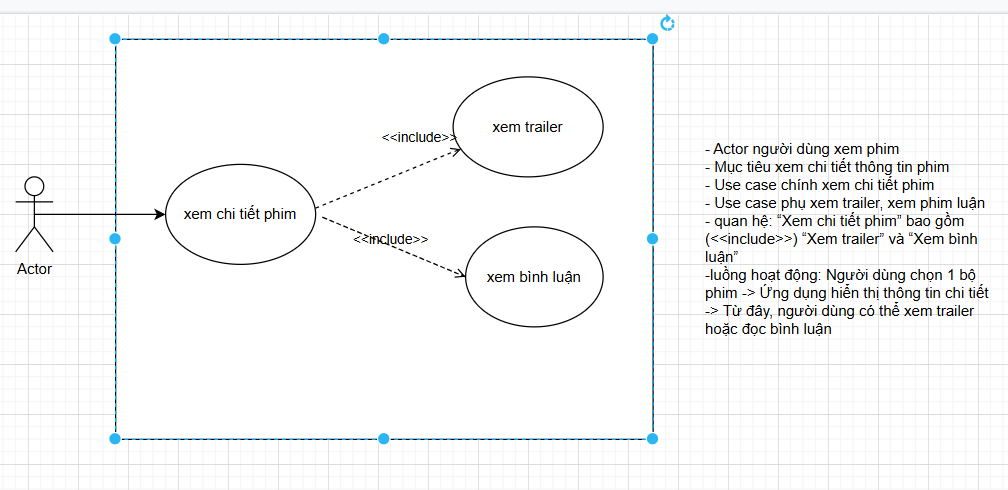 xem trailer
<<include>>
xem chi tiết phim
<<include>>
xem bình luận
Actor
- Actor người dùng xem phim
- Mục tiêu xem chi tiết thông tin phim
- Use case chính xem chi tiết phim
- Use case phụ xem trailer, xem phim luận
- quan hệ: “Xem chi tiết phim” bao gồm
(<<include>>) “Xem trailer” và “Xem bình
luận”
-luồng hoạt động: Người dùng chọn 1 bộ
phim -> Ứng dụng hiển thị thông tin chi tiết
-> Từ đây, người dùng có thể xem trailer
hoặc đọc bình luận